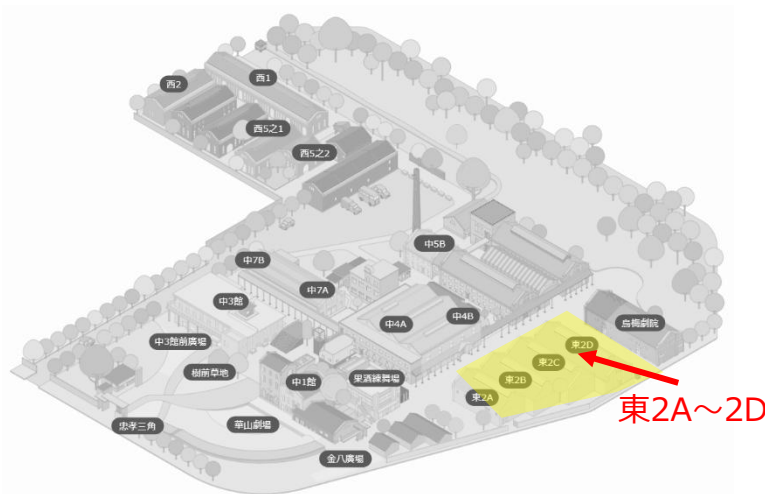 西2
西1
西5之1
西5之2
中5B
中7B
中7A
中3館
中4A
中4B
烏梅劇院
中3館前廣場
東2D
東2C
樹前草地
中1館
果酒練舞場
東2B
東2A
東2A～2D
忠孝三角
華山劇場
金八廣場